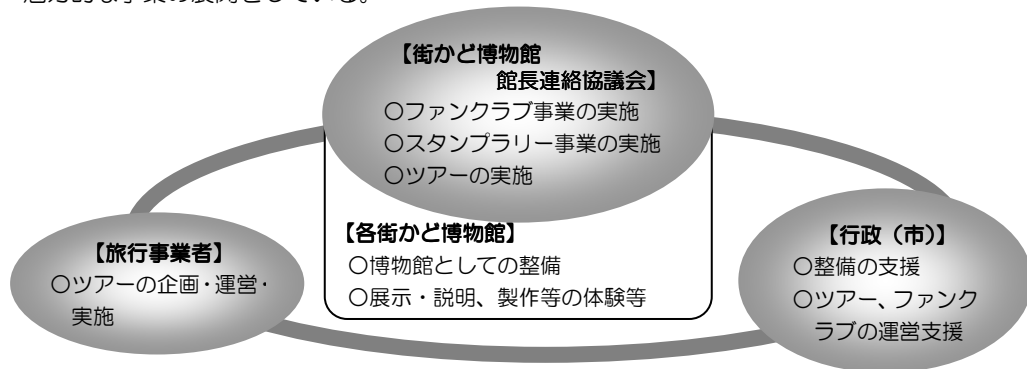 【街かど博物館
館長連絡協議会】
○ファンクラブ事業の実施
○スタンプラリー事業の実施
○ツアーの実施
【各街かど博物館】
○博物館としての整備
○展示・説明、製作等の体験等
【旅行事業者】
○ツアーの企画・運営・
実施
【行政（市）】
○整備の支援
○ツアー、ファンク
ラブの運営支援